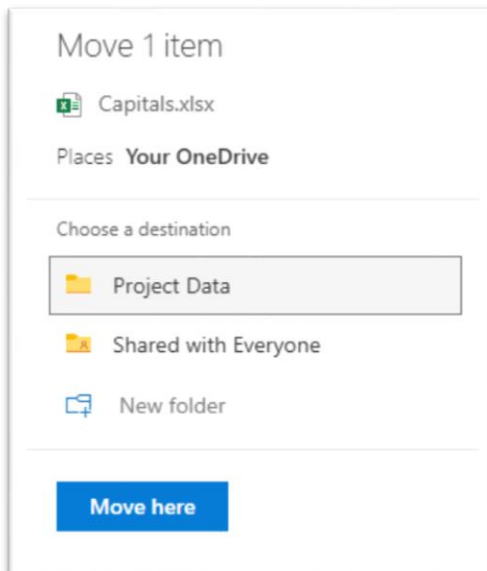 Move 1 item
Capitals.xlsx
Places Your OneDrive
Choose a destination
Project Data
Shared with Everyone
New folder
Move here